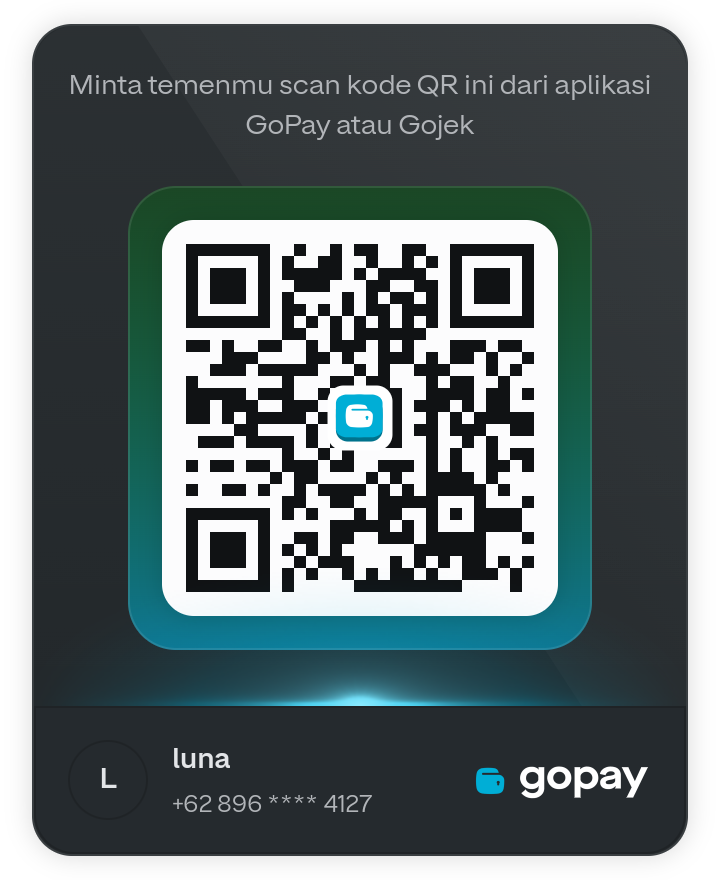 Minta temenmu scan kode QR ini dari aplikasi
GoPay atau Gojek
L
luna
+62 896 **** 4127
gopay